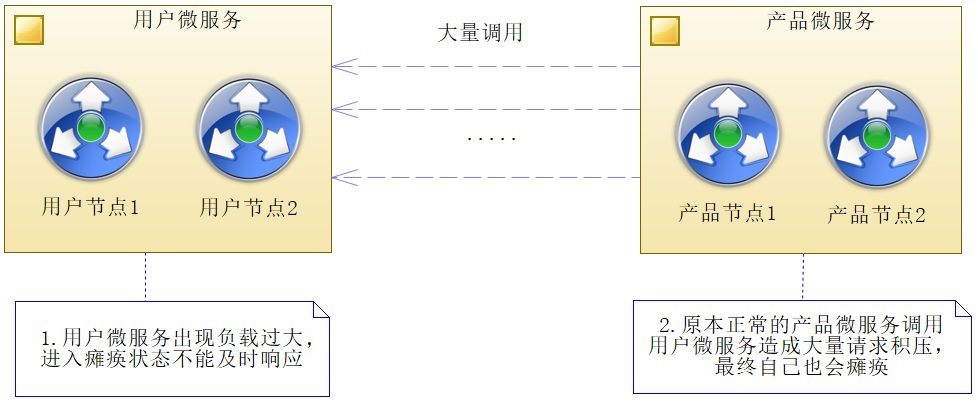 用户微服务
大量调用
产品微服务
.....
用户节点1
用户节点2
产品节点1
产品节点2
1.用户微服务出现负载过大，
进入瘫痪状态不能及时响应
2.原本正常的产品微服务调用
用户微服务造成大量请求积压，
最终自己也会瘫痪